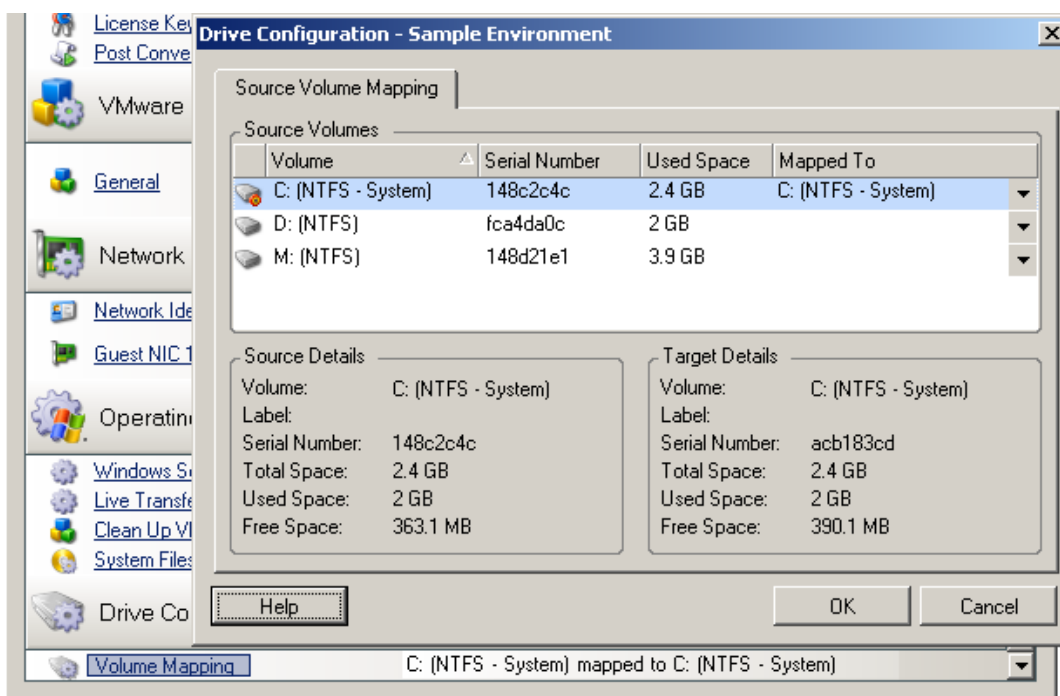 License Key
Post Conve
VMware
General
Network
Network Ide
Guest NIC 1
Operatin
Windows S
Live Transfe
Clean Up VI
System Files
Drive Co
Drive Configuration - Sample Environment
Source Volume Mapping
Source Volumes
Volume Serial Number Used Space Mapped To
C: (NTFS - System) 148c2c4c 2.4 GB C: (NTFS - System)
D: (NTFS) fca4da0c 2 GB
M: (NTFS) 148d21e1 3.9 GB
Source Details
Volume: C: (NTFS - System)
Label:
Serial Number: 148c2c4c
Total Space: 2.4 GB
Used Space: 2 GB
Free Space: 363.1 MB
Target Details
Volume: C: (NTFS - System)
Label:
Serial Number: acb183cd
Total Space: 2.4 GB
Used Space: 2 GB
Free Space: 390.1 MB
Help OK Cancel
Volume Mapping C: (NTFS - System) mapped to C: (NTFS - System)